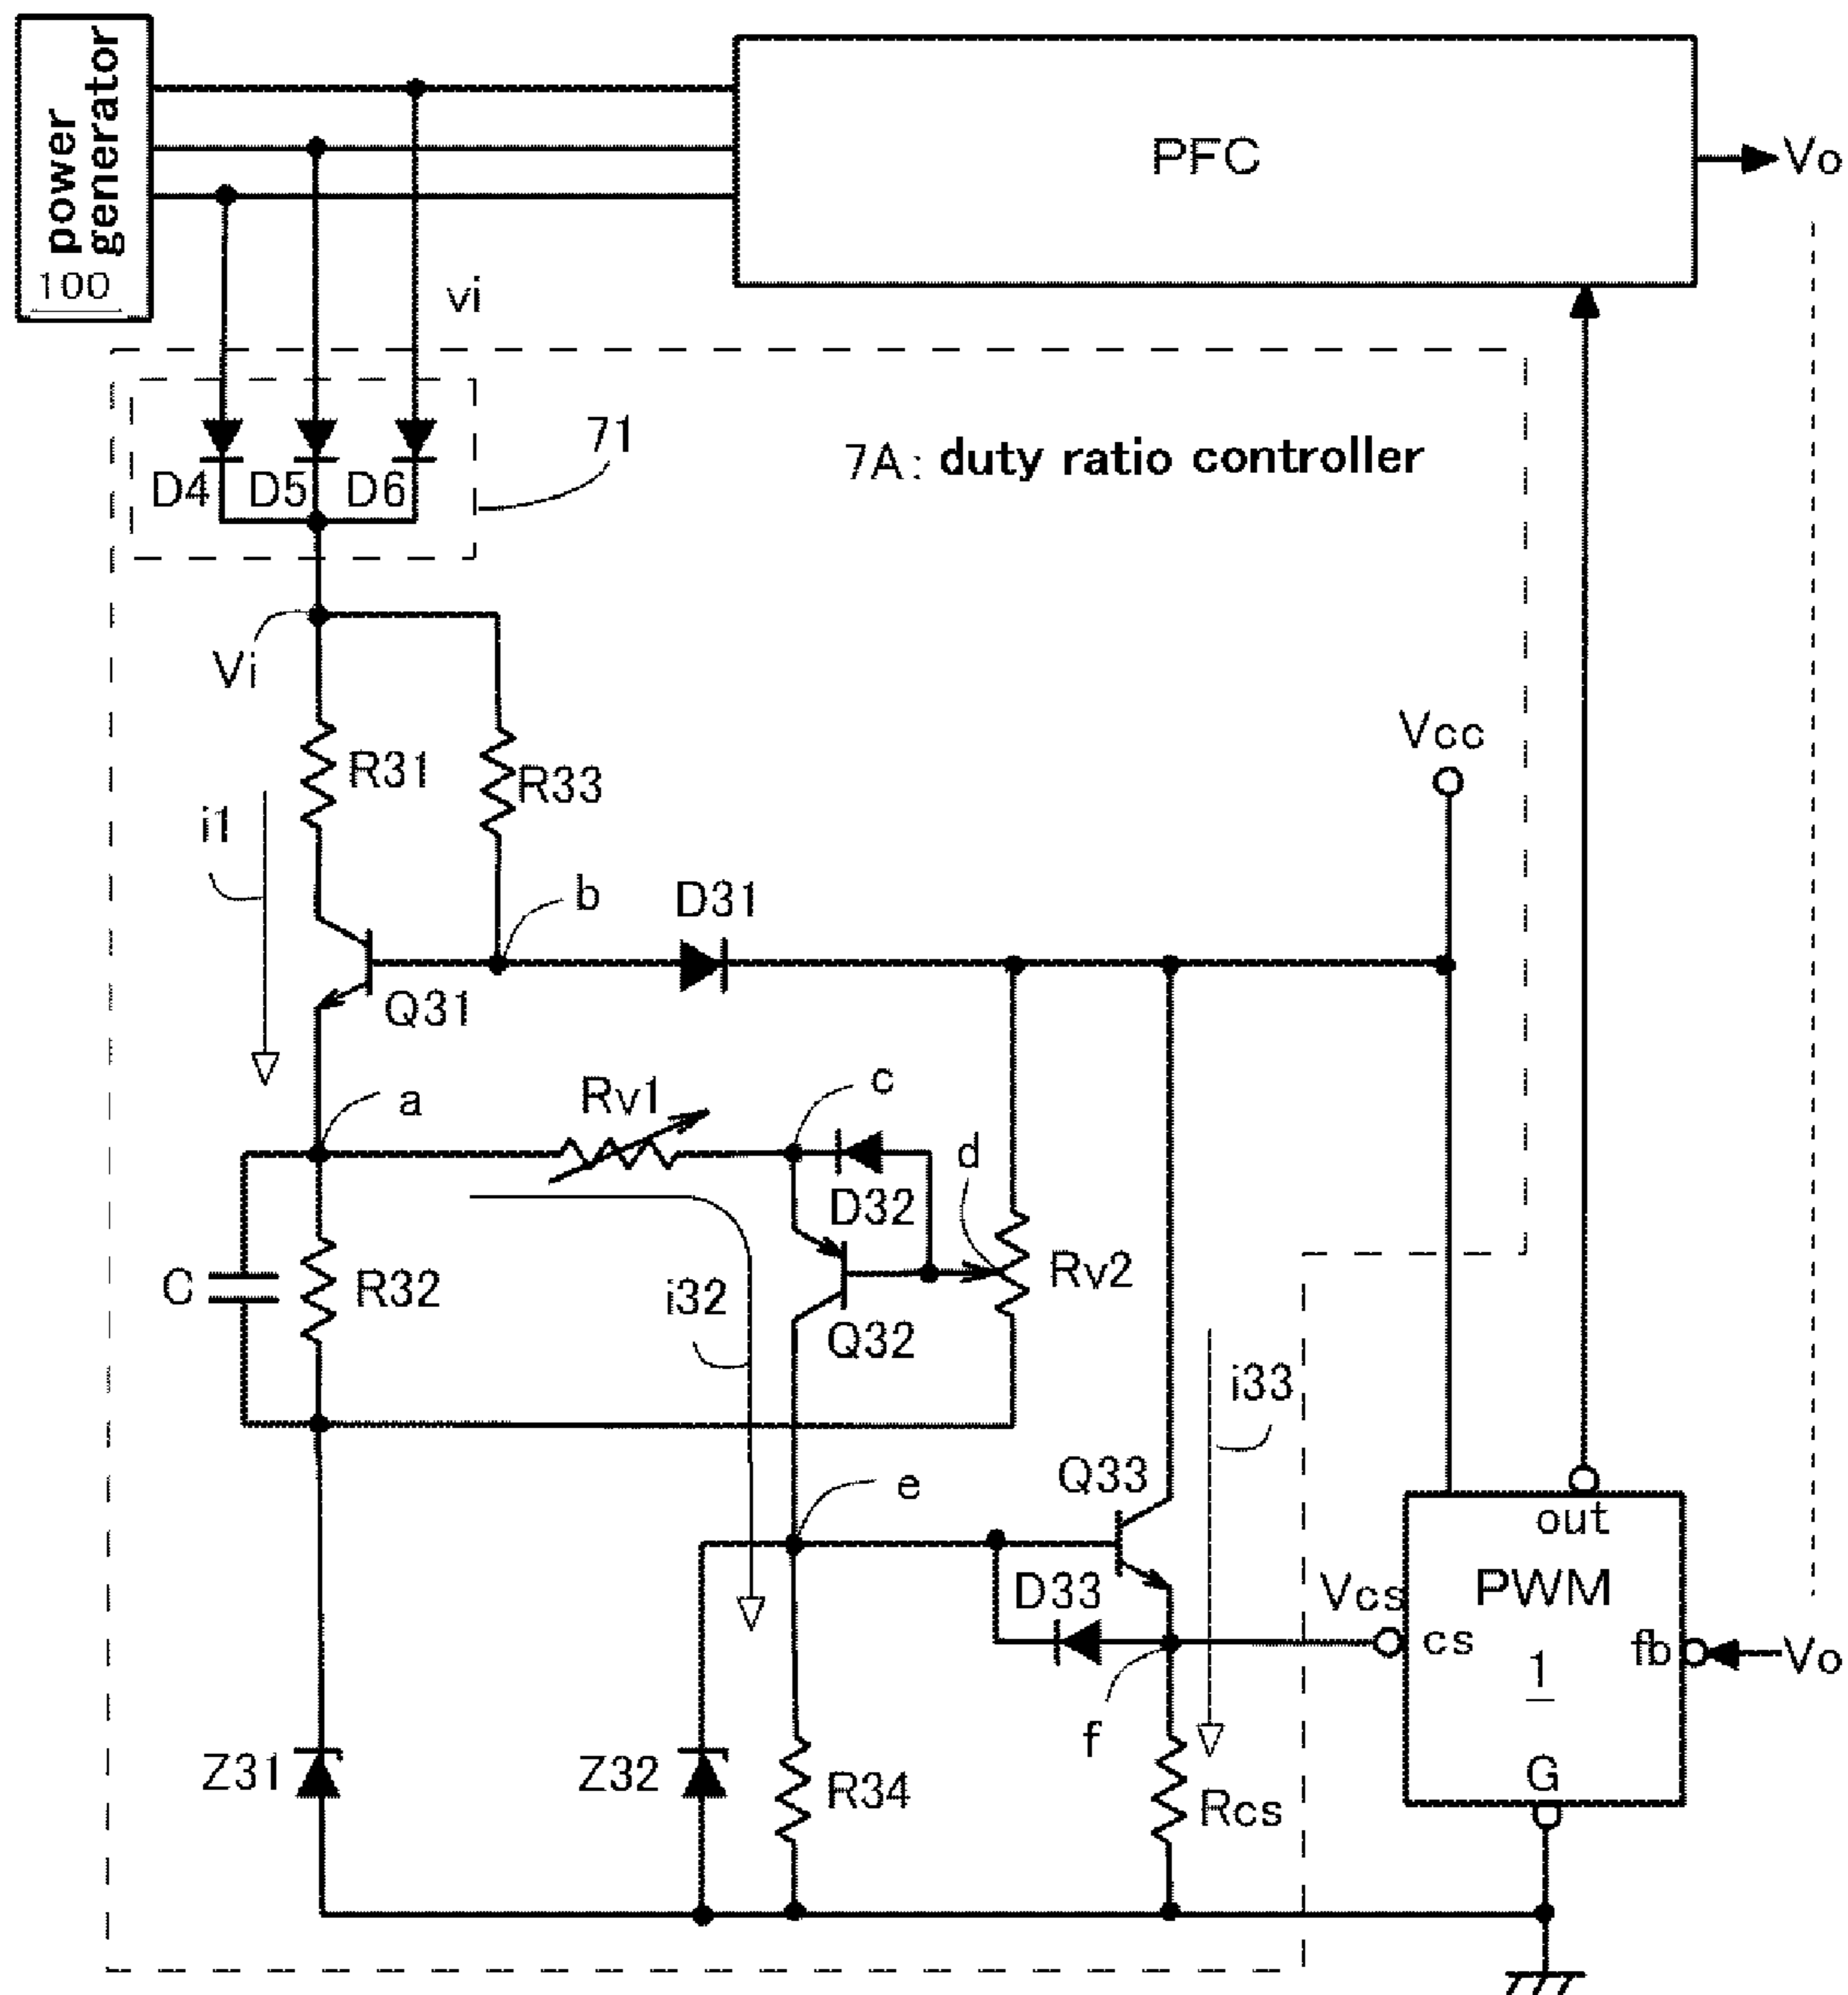 power
generator
100
PFC
Vo
vi
D4
D5
D6
71
7A: duty ratio controller
Vi
R31
R33
Vcc
i1
b
D31
Q31
a
Rv1
c
D32
d
C
R32
i32
Q32
Rv2
i33
e
Q33
out
D33
Vcs
PWM
cs
fb
Vo
1
f
Z31
Z32
R34
Rcs
G